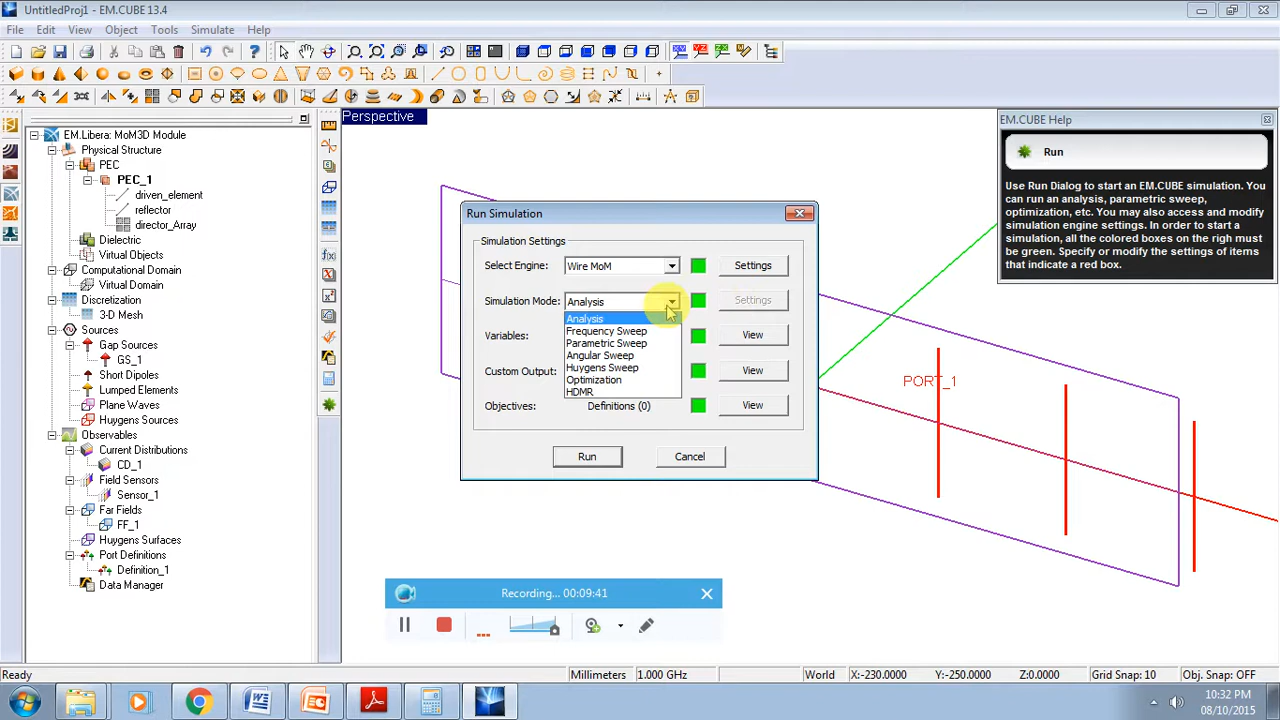 UntitledProj1 - EM.CUBE 13.4
File Edit View Object Tools Simulate Help
XY YZ ZX
EM.Libera: MoM3D Module
Physical Structure
PEC
PEC_1
driven_element
reflector
director_Array
Dielectric
Virtual Objects
Computational Domain
Virtual Domain
Discretization
3-D Mesh
Sources
Gap Sources
GS_1
Short Dipoles
Lumped Elements
Plane Waves
Huygens Sources
Observables
Current Distributions
CD_1
Field Sensors
Sensor_1
Far Fields
FF_1
Huygens Surfaces
Port Definitions
Definition_1
Data Manager
Perspective
PORT_1
Run Simulation
Simulation Settings
Select Engine: Wire MoM Settings
Simulation Mode: Analysis Settings
Analysis
Frequency Sweep
Parametric Sweep
Angular Sweep
Huygens Sweep
Optimization
HDMR
Variables: View
Custom Output: View
Objectives: Definitions (0) View
Run Cancel
EM.CUBE Help
Run
Use Run Dialog to start an EM.CUBE simulation. You
can run an analysis, parametric sweep,
optimization, etc. You may also access and modify
simulation engine settings. In order to start a
simulation, all the colored boxes on the righ must
be green. Specify or modify the settings of items
that indicate a red box.
Recording... 00:09:41
Ready Millimeters 1.000 GHz World X:-230.0000 Y:-250.0000 Z:0.0000 Grid Snap: 10 Obj. Snap: OFF
10:32 PM
08/10/2015